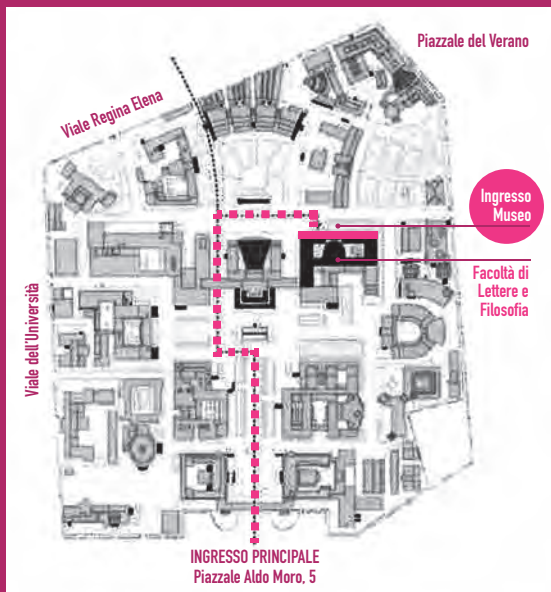 Piazzale del Verano
Viale Regina Elena
Ingresso
Museo
Facoltà di
Lettere e
Filosofia
Viale dell'Università
INGRESSO PRINCIPALE
Piazzale Aldo Moro, 5